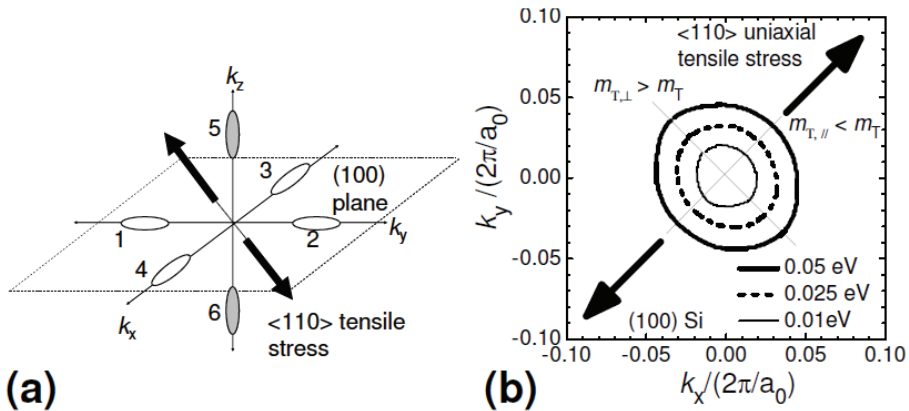 (a)
k_z
5
3
(100)
plane
1
2
k_y
4
6
k_x
<110> tensile
stress
(b)
k_y/(2π/a_0)
0.10
0.05
0.00
-0.05
-0.10
<110> uniaxial
tensile stress
m_T,⊥ > m_T
m_T,// < m_T
0.05 eV
0.025 eV
0.01eV
(100) Si
-0.10 -0.05 0.00 0.05 0.10
k_x/(2π/a_0)